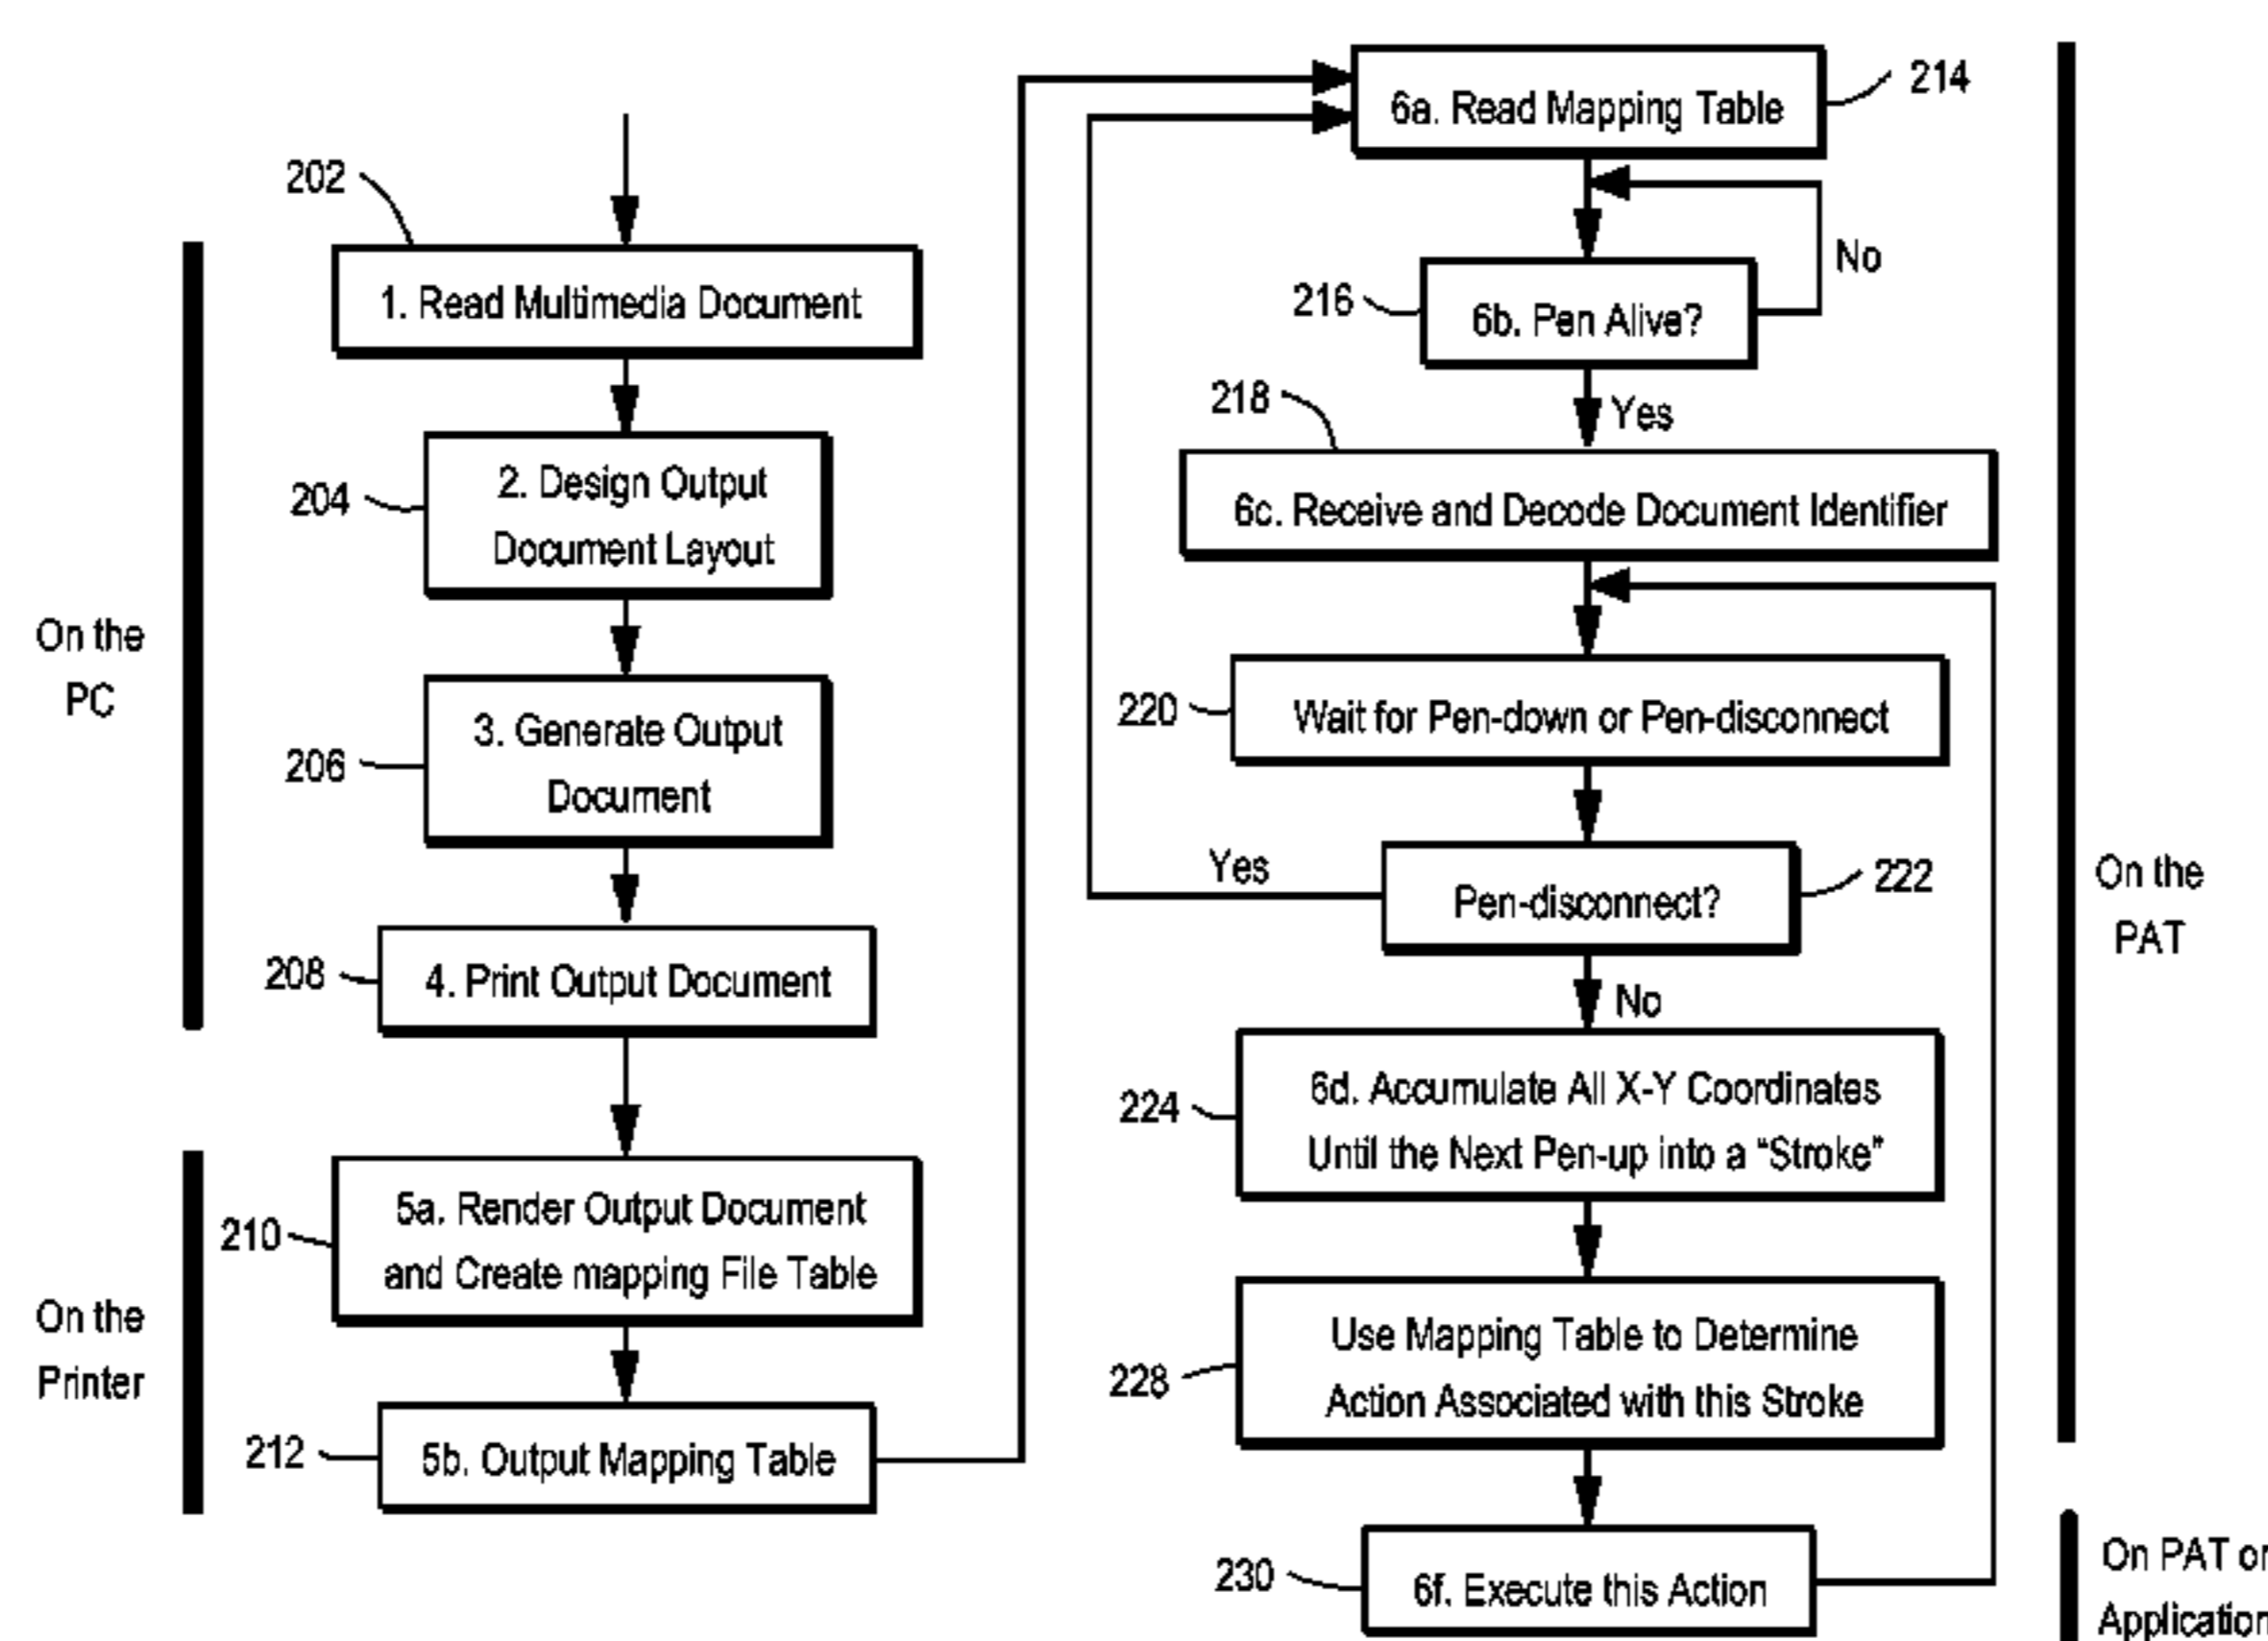 202
1. Read Multimedia Document
204
2. Design Output
Document Layout
On the
PC
206
3. Generate Output
Document
208
4. Print Output Document
210
5a. Render Output Document
and Create mapping File Table
On the
Printer
212
5b. Output Mapping Table
6a. Read Mapping Table
214
No
216
6b. Pen Alive?
Yes
218
6c. Receive and Decode Document Identifier
220
Wait for Pen-down or Pen-disconnect
Yes
Pen-disconnect?
222
On the
PAT
No
224
6d. Accumulate All X-Y Coordinates
Until the Next Pen-up into a “Stroke”
228
Use Mapping Table to Determine
Action Associated with this Stroke
230
6f. Execute this Action
On PAT or
Application